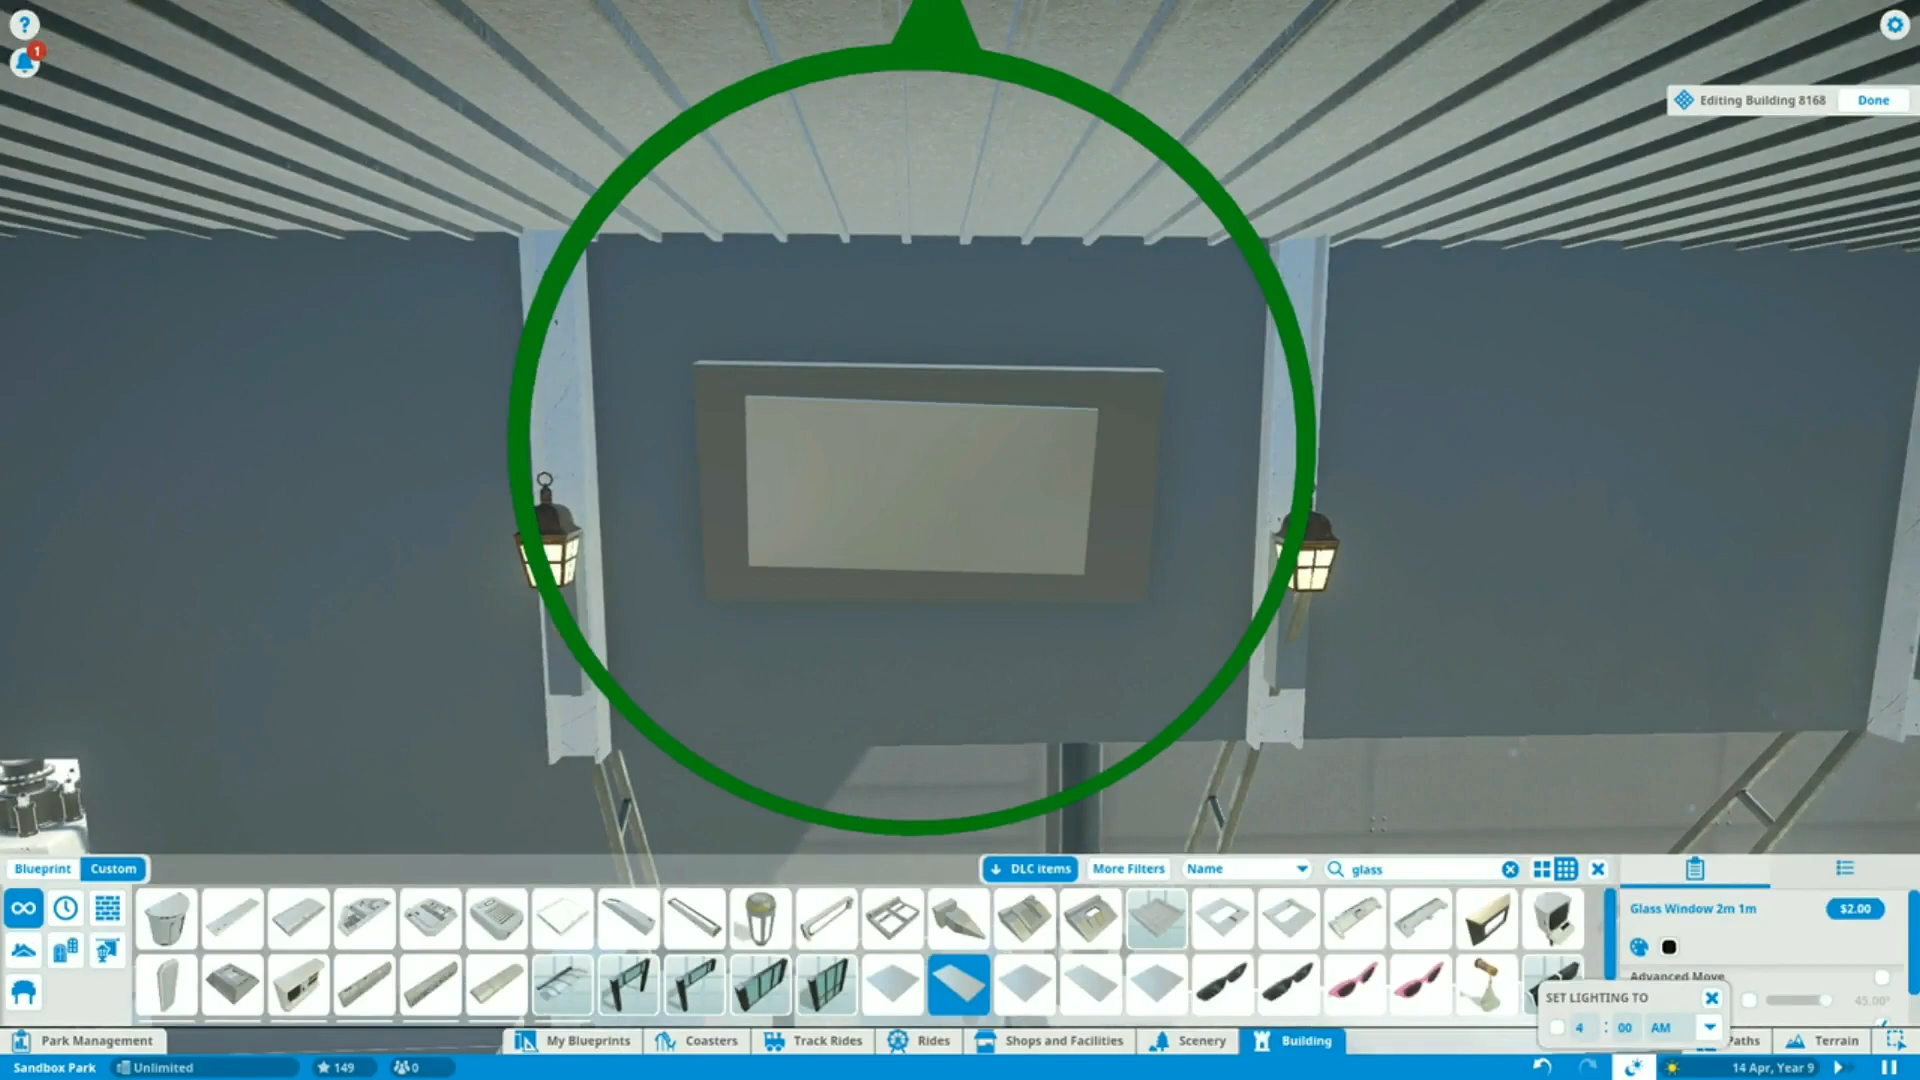 ?
1
Editing Building 8168 Done
Blueprint Custom
DLC items More Filters Name glass
Glass Window 2m 1m $2.00
Advanced Move
45.00°
SET LIGHTING TO
4 : 00 AM
Park Management My Blueprints Coasters Track Rides Rides Shops and Facilities Scenery Building Paths Terrain
Sandbox Park Unlimited 149 0 14 Apr, Year 9